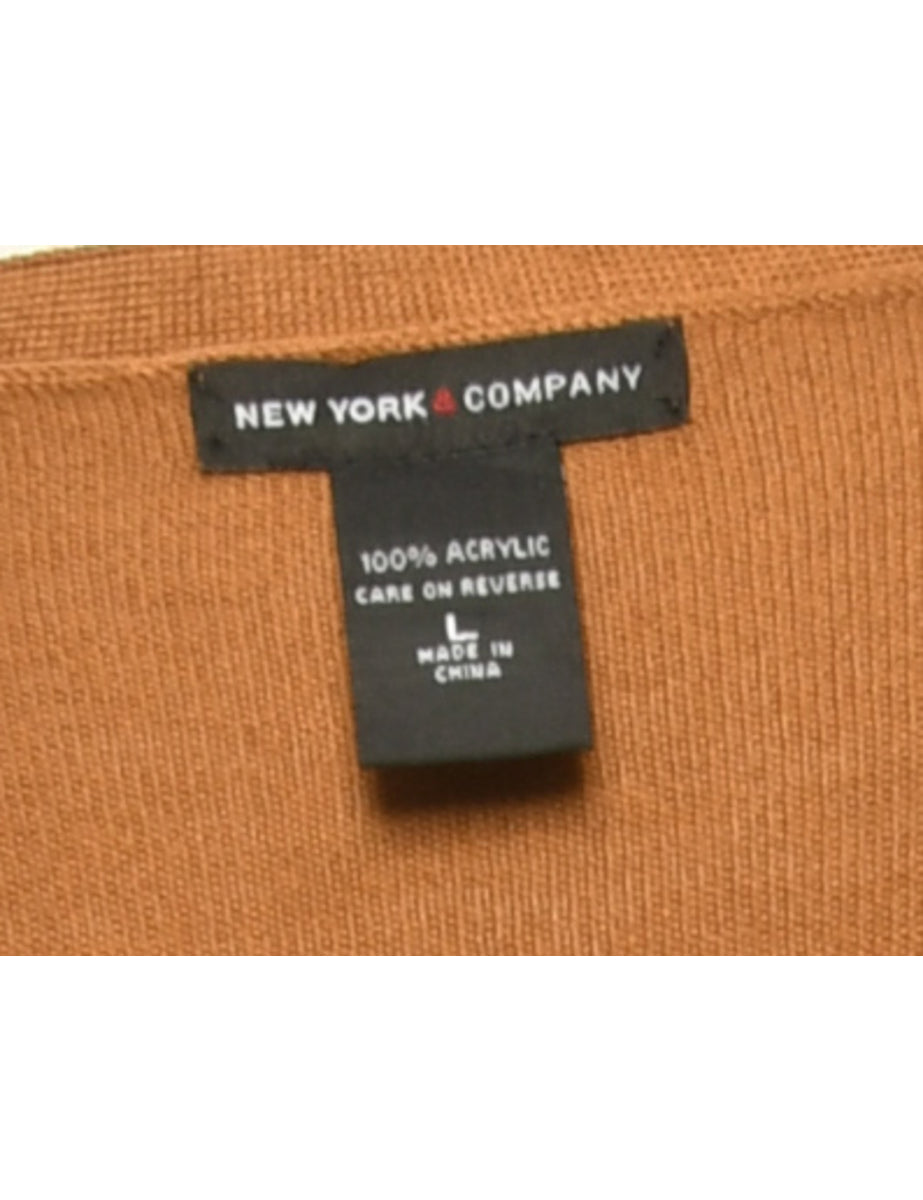 NEW YORK & COMPANY
100% ACRYLIC
CARE ON REVERSE
L
MADE IN
CHINA